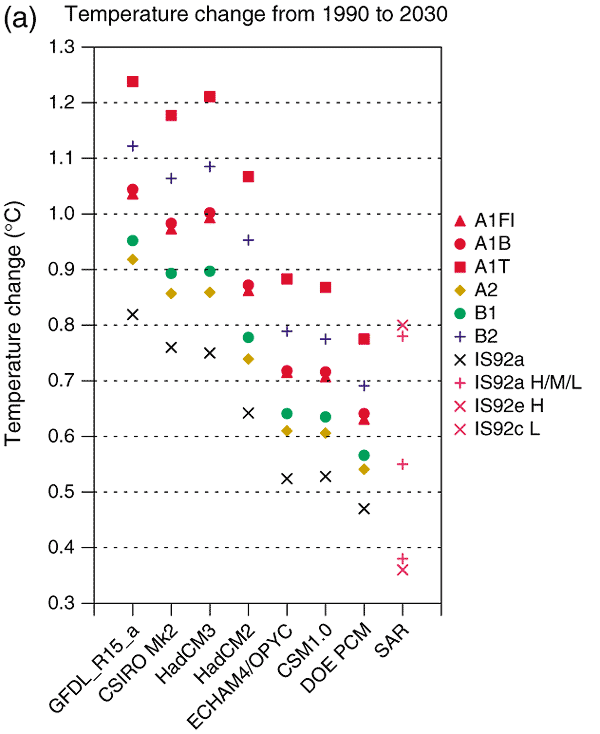 (a) Temperature change from 1990 to 2030
Temperature change (°C)
1.3
1.2
1.1
1.0
0.9
0.8
0.7
0.6
0.5
0.4
0.3
GFDL_R15_a
CSIRO Mk2
HadCM3
HadCM2
ECHAM4/OPYC
CSM1.0
DOE PCM
SAR
A1FI
A1B
A1T
A2
B1
B2
IS92a
IS92a H/M/L
IS92e H
IS92c L